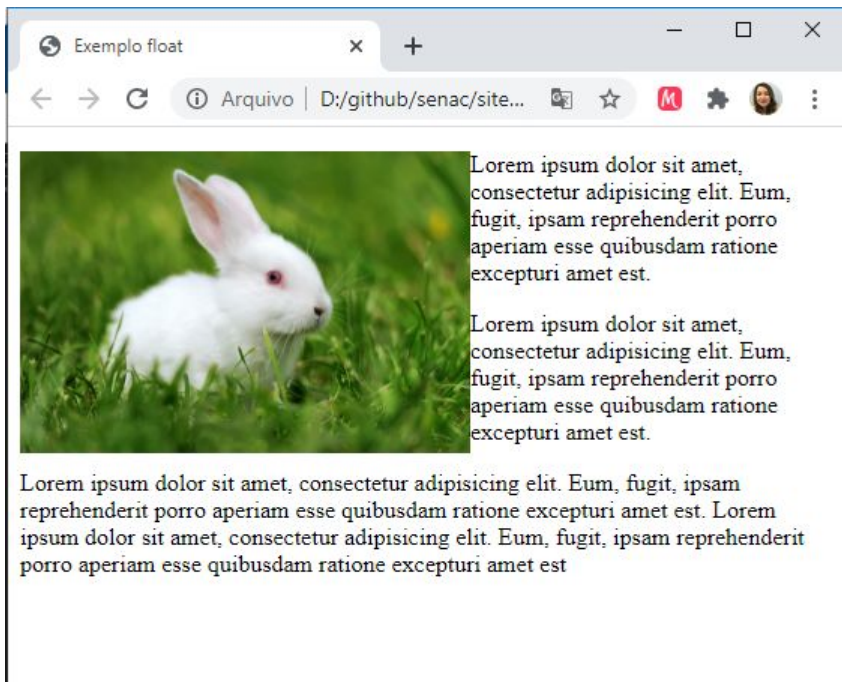 Exemplo float
Arquivo D:/github/senac/site...
Lorem ipsum dolor sit amet,
consectetur adipisicing elit. Eum,
fugit, ipsam reprehenderit porro
aperiam esse quibusdam ratione
excepturi amet est.
Lorem ipsum dolor sit amet,
consectetur adipisicing elit. Eum,
fugit, ipsam reprehenderit porro
aperiam esse quibusdam ratione
excepturi amet est.
Lorem ipsum dolor sit amet, consectetur adipisicing elit. Eum, fugit, ipsam
reprehenderit porro aperiam esse quibusdam ratione excepturi amet est. Lorem
ipsum dolor sit amet, consectetur adipisicing elit. Eum, fugit, ipsam reprehenderit
porro aperiam esse quibusdam ratione excepturi amet est